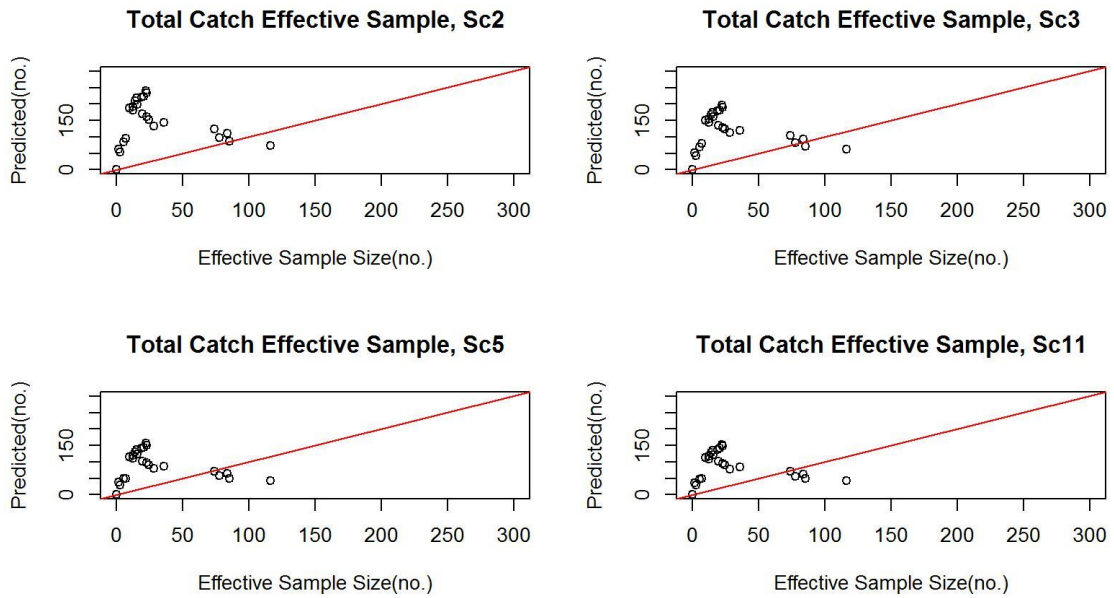 Total Catch Effective Sample, Sc2
Predicted(no.)
150
0
0 50 100 150 200 250 300
Effective Sample Size(no.)
Total Catch Effective Sample, Sc3
Predicted(no.)
150
0
0 50 100 150 200 250 300
Effective Sample Size(no.)
Total Catch Effective Sample, Sc5
Predicted(no.)
150
0
0 50 100 150 200 250 300
Effective Sample Size(no.)
Total Catch Effective Sample, Sc11
Predicted(no.)
150
0
0 50 100 150 200 250 300
Effective Sample Size(no.)